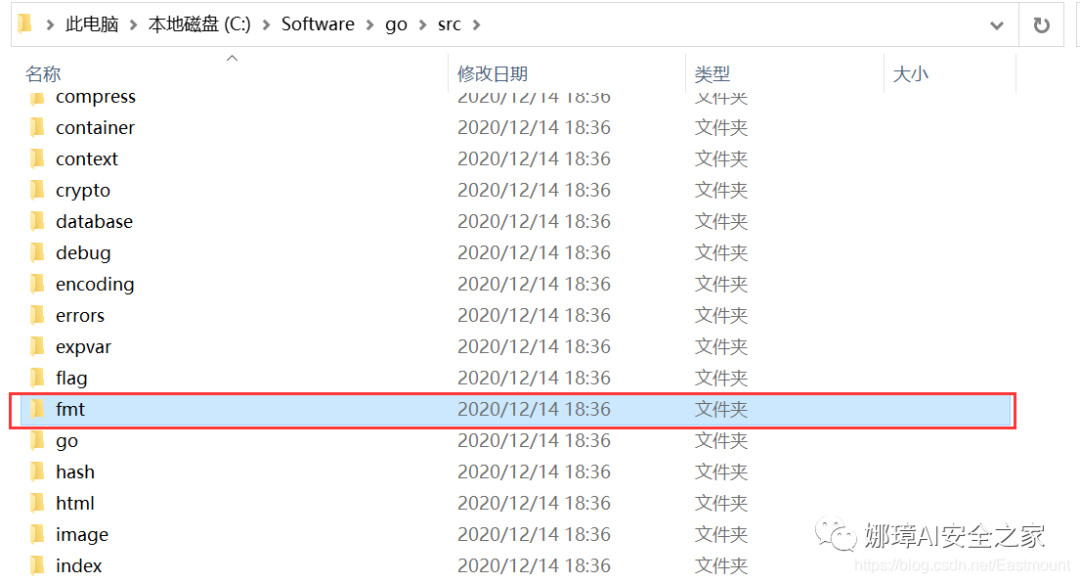 此电脑 本地磁盘 (C:) Software go src
名称 修改日期 类型 大小
compress 2020/12/14 18:36 文件夹
container 2020/12/14 18:36 文件夹
context 2020/12/14 18:36 文件夹
crypto 2020/12/14 18:36 文件夹
database 2020/12/14 18:36 文件夹
debug 2020/12/14 18:36 文件夹
encoding 2020/12/14 18:36 文件夹
errors 2020/12/14 18:36 文件夹
expvar 2020/12/14 18:36 文件夹
flag 2020/12/14 18:36 文件夹
fmt 2020/12/14 18:36 文件夹
go 2020/12/14 18:36 文件夹
hash 2020/12/14 18:36 文件夹
html 2020/12/14 18:36 文件夹
image 2020/12/14 18:36 文件夹
index 2020/12/14 18:36 文件夹
娜璋AI安全之家
https://blog.csdn.net/Eastmount